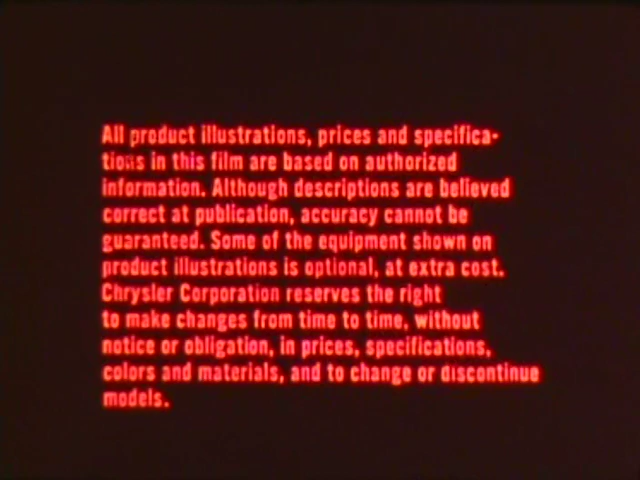 All product illustrations, prices and specifica-
tions in this film are based on authorized
information. Although descriptions are believed
correct at publication, accuracy cannot be
guaranteed. Some of the equipment shown on
product illustrations is optional, at extra cost.
Chrysler Corporation reserves the right
to make changes from time to time, without
notice or obligation, in prices, specifications,
colors and materials, and to change or discontinue
models.